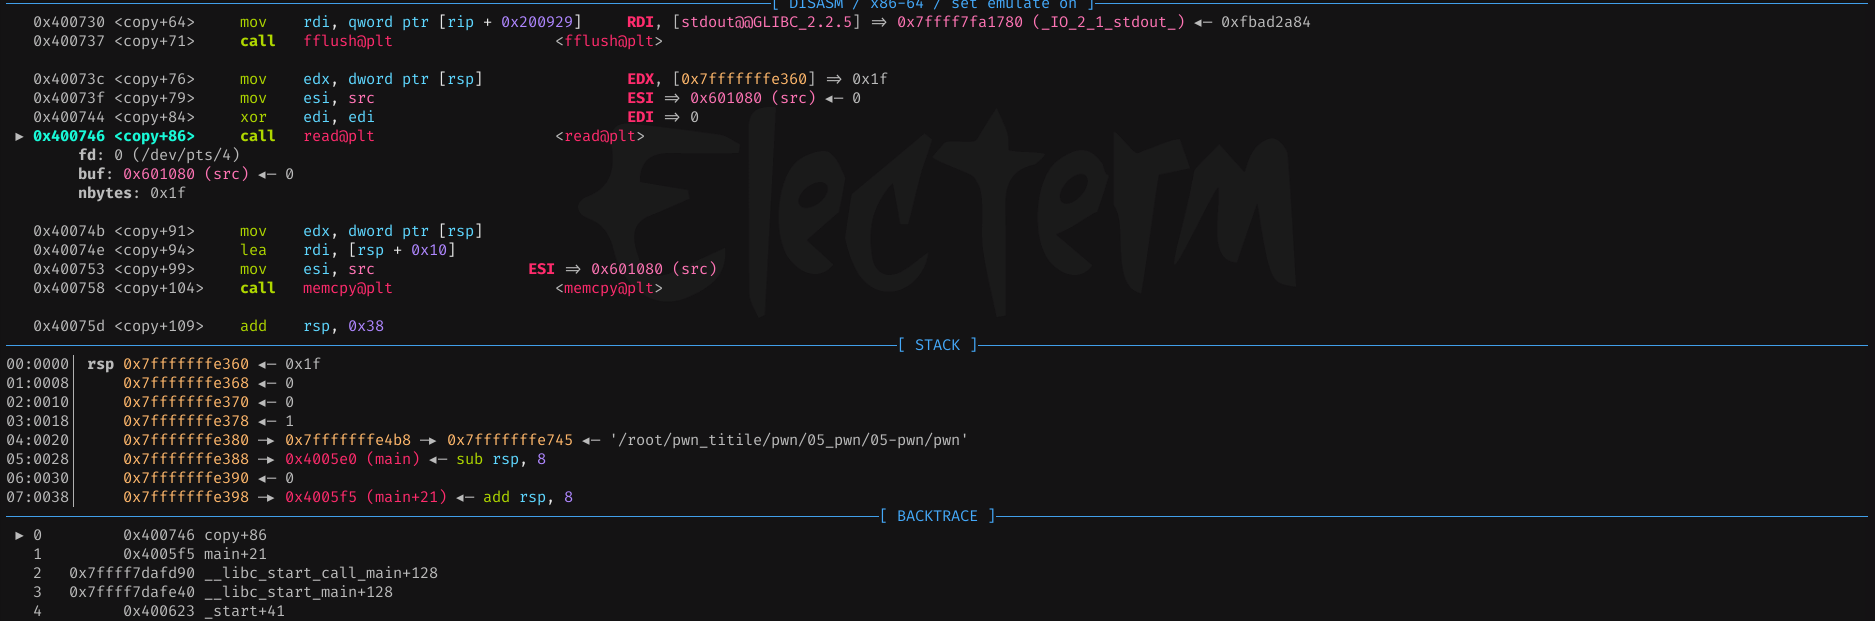 [ DISASM / x86-64 / set emulate on ]
0x400730 <copy+64> mov rdi, qword ptr [rip + 0x200929] RDI, [stdout@@GLIBC_2.2.5] => 0x7ffff7fa1780 (_IO_2_1_stdout_) ◂— 0xfbad2a84
0x400737 <copy+71> call fflush@plt <fflush@plt>
0x40073c <copy+76> mov edx, dword ptr [rsp] EDX, [0x7fffffffe360] => 0x1f
0x40073f <copy+79> mov esi, src ESI => 0x601080 (src) ◂— 0
0x400744 <copy+84> xor edi, edi EDI => 0
► 0x400746 <copy+86> call read@plt <read@plt>
fd: 0 (/dev/pts/4)
buf: 0x601080 (src) ◂— 0
nbytes: 0x1f
0x40074b <copy+91> mov edx, dword ptr [rsp]
0x40074e <copy+94> lea rdi, [rsp + 0x10]
0x400753 <copy+99> mov esi, src ESI => 0x601080 (src)
0x400758 <copy+104> call memcpy@plt <memcpy@plt>
0x40075d <copy+109> add rsp, 0x38
[ STACK ]
00:0000│ rsp 0x7fffffffe360 ◂— 0x1f
01:0008│ 0x7fffffffe368 ◂— 0
02:0010│ 0x7fffffffe370 ◂— 0
03:0018│ 0x7fffffffe378 ◂— 1
04:0020│ 0x7fffffffe380 —▸ 0x7fffffffe4b8 —▸ 0x7fffffffe745 ◂— '/root/pwn_titile/pwn/05_pwn/05-pwn/pwn'
05:0028│ 0x7fffffffe388 —▸ 0x4005e0 (main) ◂— sub rsp, 8
06:0030│ 0x7fffffffe390 ◂— 0
07:0038│ 0x7fffffffe398 —▸ 0x4005f5 (main+21) ◂— add rsp, 8
[ BACKTRACE ]
► 0 0x400746 copy+86
1 0x4005f5 main+21
2 0x7ffff7dafd90 __libc_start_call_main+128
3 0x7ffff7dafe40 __libc_start_main+128
4 0x400623 _start+41
Electerm